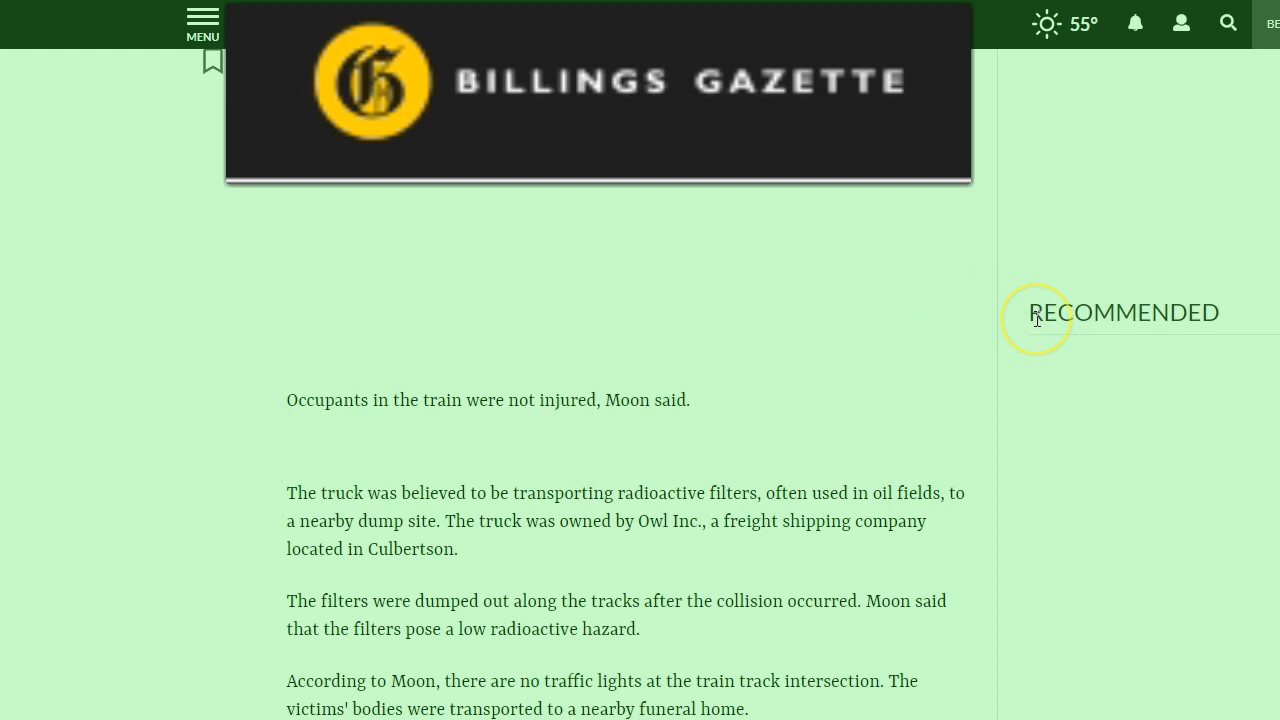 MENU
BILLINGS GAZETTE
55°
BE
RECOMMENDED
Occupants in the train were not injured, Moon said.
The truck was believed to be transporting radioactive filters, often used in oil fields, to
a nearby dump site. The truck was owned by Owl Inc., a freight shipping company
located in Culbertson.
The filters were dumped out along the tracks after the collision occurred. Moon said
that the filters pose a low radioactive hazard.
According to Moon, there are no traffic lights at the train track intersection. The
victims' bodies were transported to a nearby funeral home.